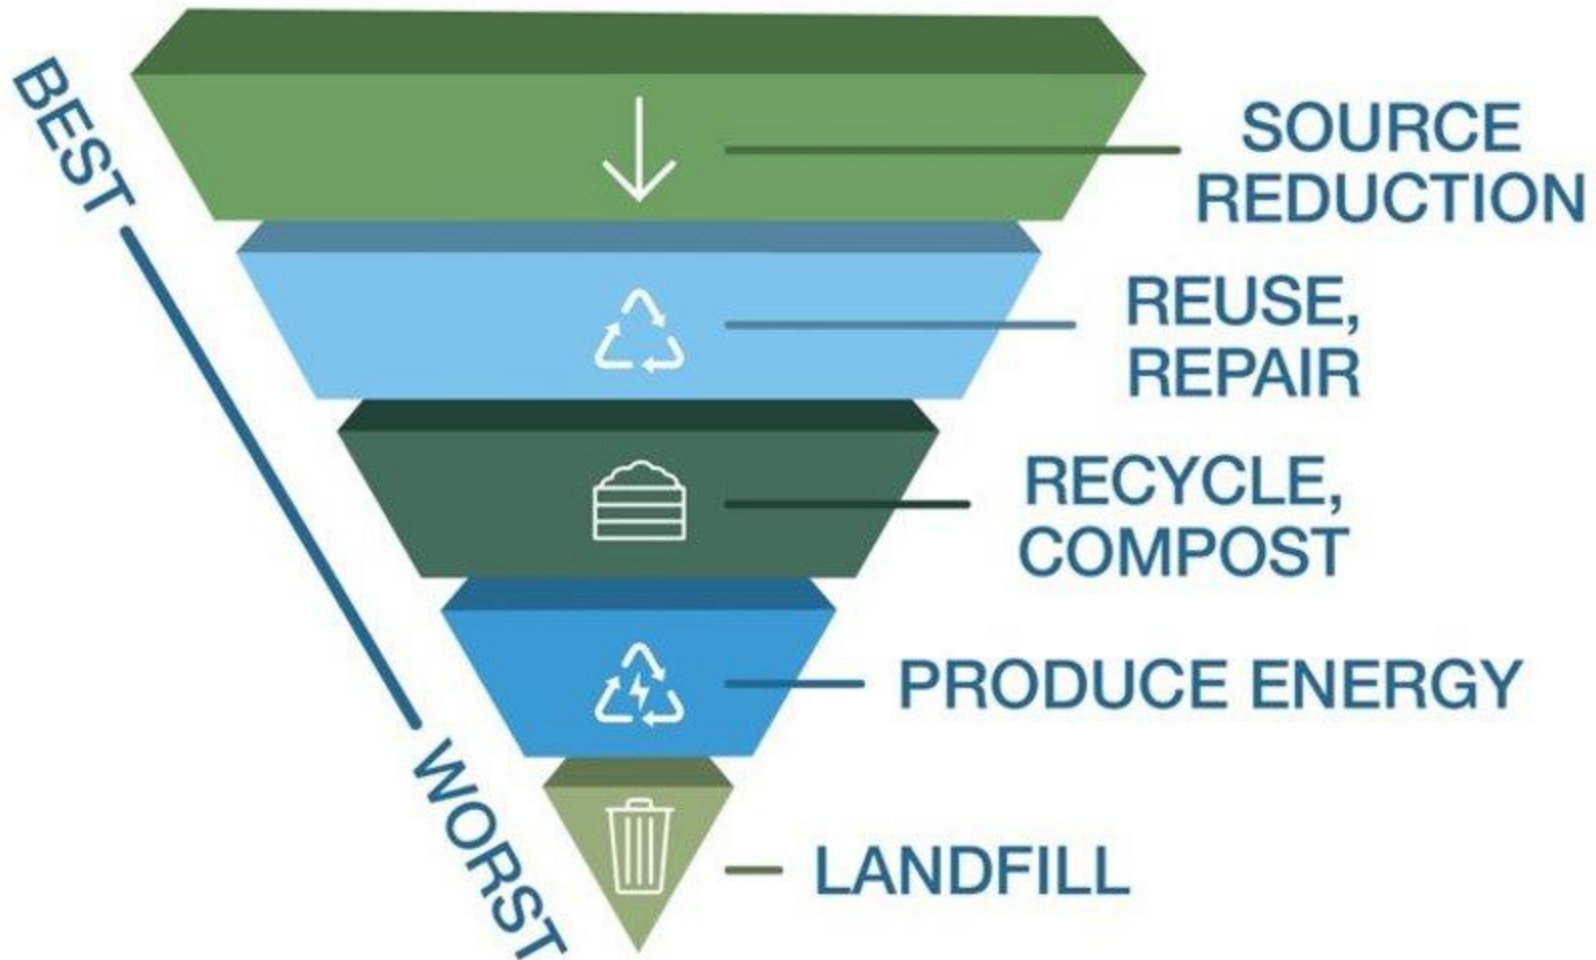 BEST
SOURCE
REDUCTION
REUSE,
REPAIR
RECYCLE,
COMPOST
PRODUCE ENERGY
WORST
LANDFILL